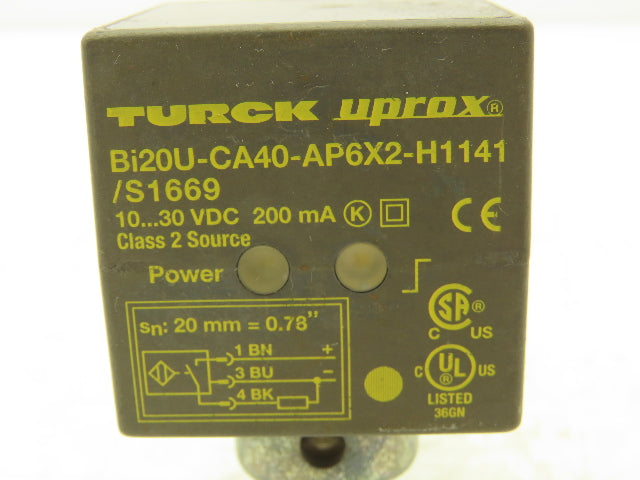 TURCK uprox®
Bi20U-CA40-AP6X2-H1141
/S1669
10...30 VDC 200 mA K CE
Class 2 Source
Power
sn: 20 mm = 0.78"
1 BN +
3 BU −
4 BK
SA ®
C US
C UL ® US
LISTED
36GN